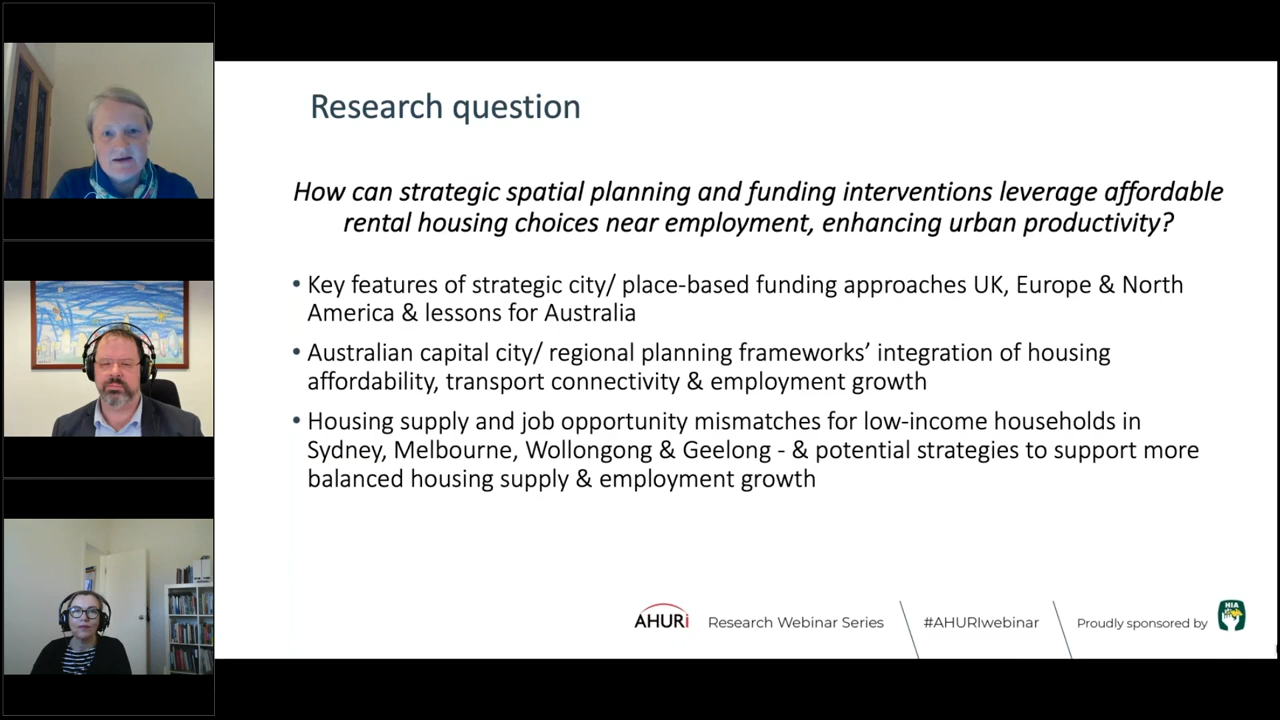 Research question
How can strategic spatial planning and funding interventions leverage affordable
rental housing choices near employment, enhancing urban productivity?
• Key features of strategic city/ place-based funding approaches UK, Europe & North
America & lessons for Australia
• Australian capital city/ regional planning frameworks’ integration of housing
affordability, transport connectivity & employment growth
• Housing supply and job opportunity mismatches for low-income households in
Sydney, Melbourne, Wollongong & Geelong - & potential strategies to support more
balanced housing supply & employment growth
AHURI Research Webinar Series #AHURIwebinar Proudly sponsored by HIA